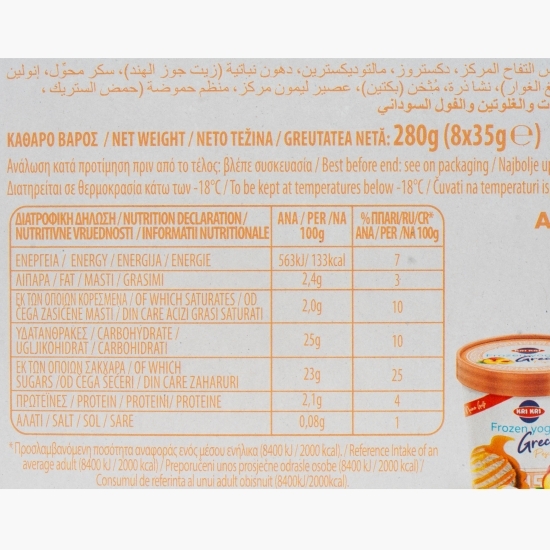 التفاح المركز، دكستروز، مالتوديكسترين، دهون نباتية (زيت جوز الهند)، سكر محوّل، إنولين
الغوار)، نشا ذرة، مُثخن (بكتين)، عصير ليمون مركز، منظم حموضة (حمض الستريك،
والغلوتين والفول السوداني
ΚΑΘΑΡΟ ΒΑΡΟΣ / NET WEIGHT / NETO TEŽINA / GREUTATEA NETĂ: 280g (8x35g ℮)
Ανάλωση κατά προτίμηση πριν από το τέλος: βλέπε συσκευασία / Best before end: see on packaging / Najbolje
Διατηρείται σε θερμοκρασία κάτω των -18°C / To be kept at temperatures below -18°C / Čuvati na temperaturi
ΔΙΑΤΡΟΦΙΚΗ ΔΗΛΩΣΗ / NUTRITION DECLARATION / NUTRITIVNE VRIJEDNOSTI / INFORMATII NUTRITIONALE ΑΝΑ / PER / NA 100g %ΠΠΑΡΙ/RU/CR* ΑΝΑ / PER /NA 100g
ΕΝΕΡΓΕΙΑ / ENERGY / ENERGIJA / ENERGIE 563kJ / 133kcal 7
ΛΙΠΑΡΑ / FAT / MASTI / GRASIMI 2,4g 3
ΕΚ ΤΩΝ ΟΠΟΙΩΝ ΚΟΡΕΣΜΕΝΑ / OF WHICH SATURATES / OD ČEGA ZASIĆENE MASTI / DIN CARE ACIZI GRASI SATURATI 2,0g 10
ΥΔΑΤΑΝΘΡΑΚΕΣ / CARBOHYDRATE / UGLJIKOHIDRAT / CARBOHIDRATI 25g 10
ΕΚ ΤΩΝ ΟΠΟΙΩΝ ΣΑΚΧΑΡΑ / OF WHICH SUGARS /OD ČEGA ŠEĆERI / DIN CARE ZAHARURI 23g 25
ΠΡΩΤΕΪΝΕΣ / PROTEIN / PROTEINI/ PROTEINE 2,1g 4
ΑΛΑΤΙ / SALT / SOL / SARE 0,08g 1
*Προσλαμβανόμενη ποσότητα αναφοράς ενός μέσου ενήλικα (8400 kJ / 2000 kcal). / Reference Intake of an
average adult (8400 kJ / 2000 kcal) / Preporučeni unos prosječne odrasle osobe (8400 kJ / 2000 kcal) /
Consumul de referinta al unui adult obisnuit (8400kJ/2000kcal).
KRI KRI
Frozen yog
Gree